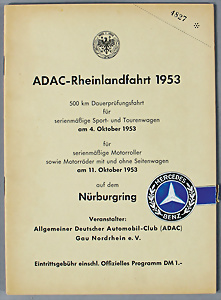 4827 *
ADAC-Rheinlandfahrt 1953
500 km Dauerprüfungsfahrt
für
serienmäßige Sport- und Tourenwagen
am 4. Oktober 1953
für
serienmäßige Motorroller
sowie Motorräder mit und ohne Seitenwagen
am 11. Oktober 1953
auf dem
Nürburgring
MERCEDES
BENZ
Veranstalter:
Allgemeiner Deutscher Automobil-Club (ADAC)
Gau Nordrhein e.V.
Eintrittsgebühr einschl. Offizielles Programm DM 1.-